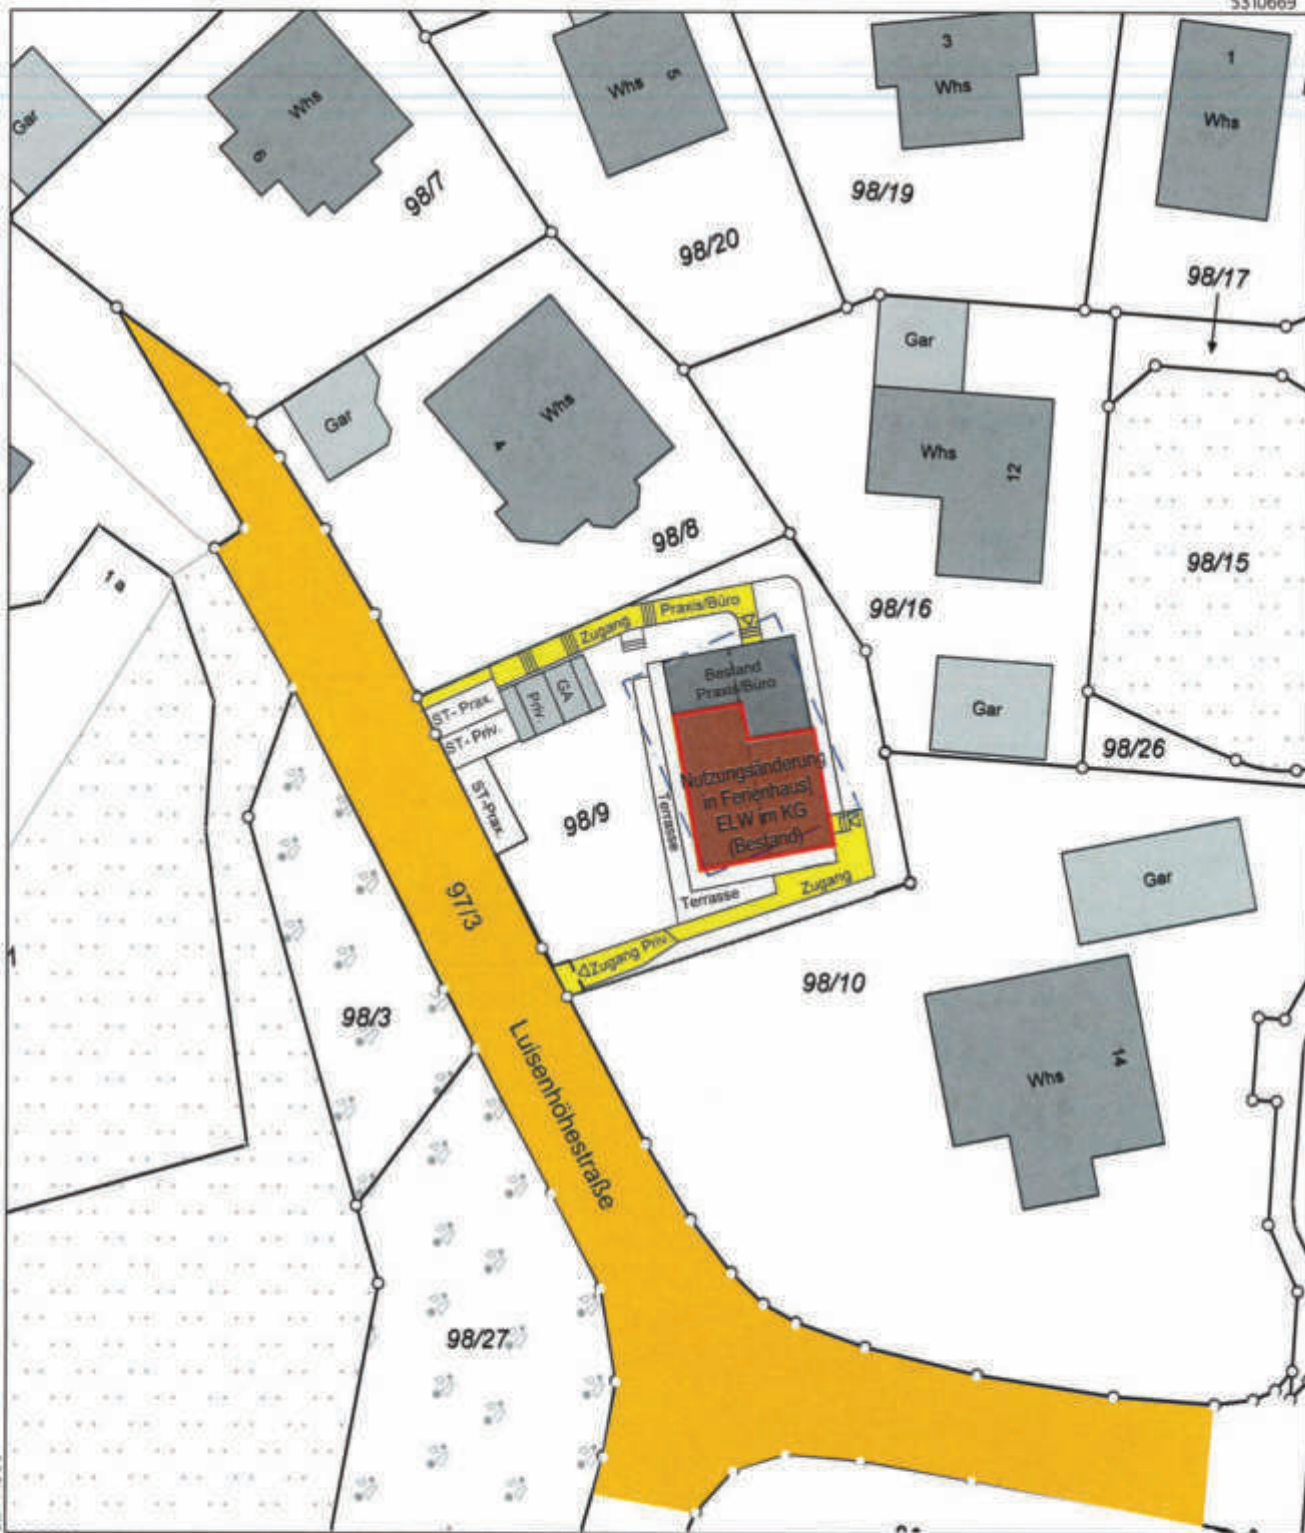 5310669
Gar
Whs
6
98/7
Whs
5
98/20
3
Whs
98/19
1
Whs
98/17
Gar
Whs
4
98/8
Gar
Whs
12
98/15
98/16
1 a
Zugang
Praxis/Büro
Bestand
Praxis/Büro
ST- Prax.
Priv.
GA
ST- Priv.
ST-Prax.
98/9
Terrasse
Nutzungsänderung
in Ferienhaus|
ELW im KG
(Bestand)
Gar
98/26
Terrasse
Zugang
Zugang Priv.
97/3
Gar
98/10
98/3
1
Luisenhöhestraße
Whs
14
98/27